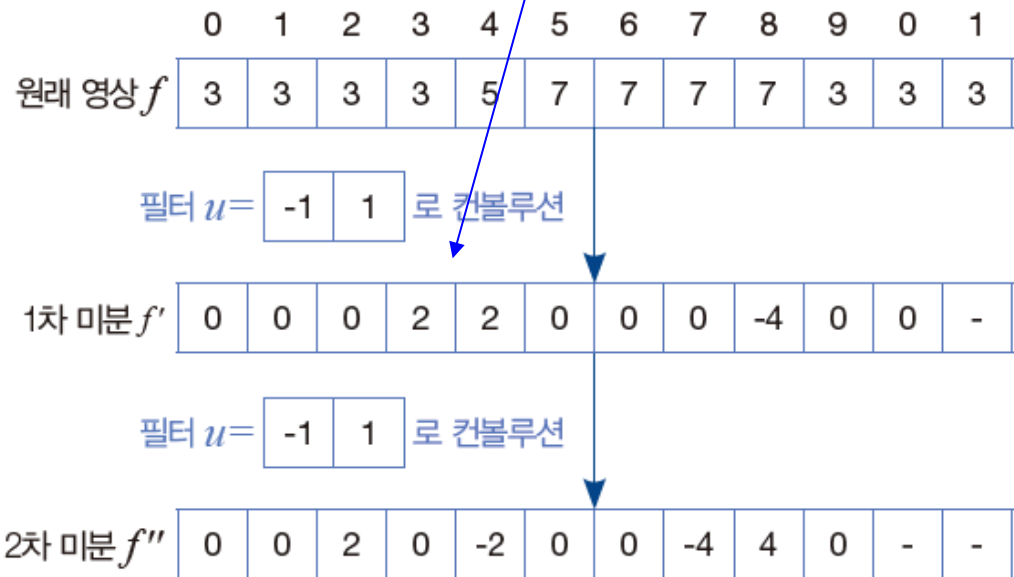 0 1 2 3 4 5 6 7 8 9 0 1
원래 영상 f 3 3 3 3 5 7 7 7 7 3 3 3
필터 u= -1 1 로 컨볼루션
1차 미분 f′ 0 0 0 2 2 0 0 0 -4 0 0 -
필터 u= -1 1 로 컨볼루션
2차 미분 f″ 0 0 2 0 -2 0 0 -4 4 0 - -